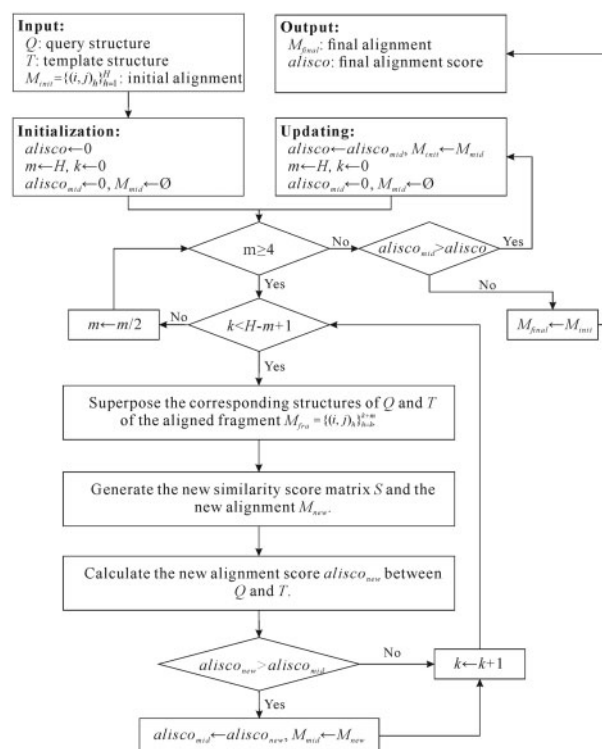 Input:
Q: query structure
T: template structure
M_init={(i, j)_h}_{h=1}^H: initial alignment
Output:
M_final: final alignment
alisco: final alignment score
Initialization:
alisco←0
m←H, k←0
alisco_mid←0, M_mid←Ø
Updating:
alisco←alisco_mid, M_init←M_mid
m←H, k←0
alisco_mid←0, M_mid←Ø
m≥4
No
alisco_mid>alisco
Yes
Yes
No
m←m/2
No
k<H-m+1
M_final←M_init
Yes
Superpose the corresponding structures of Q and T
of the aligned fragment M_fra={(i, j)_h}_{h=k}^{k+m}
Generate the new similarity score matrix S and the
new alignment M_new.
Calculate the new alignment score alisco_new between
Q and T.
alisco_new>alisco_mid
No
k←k+1
Yes
alisco_mid←alisco_new, M_mid←M_new